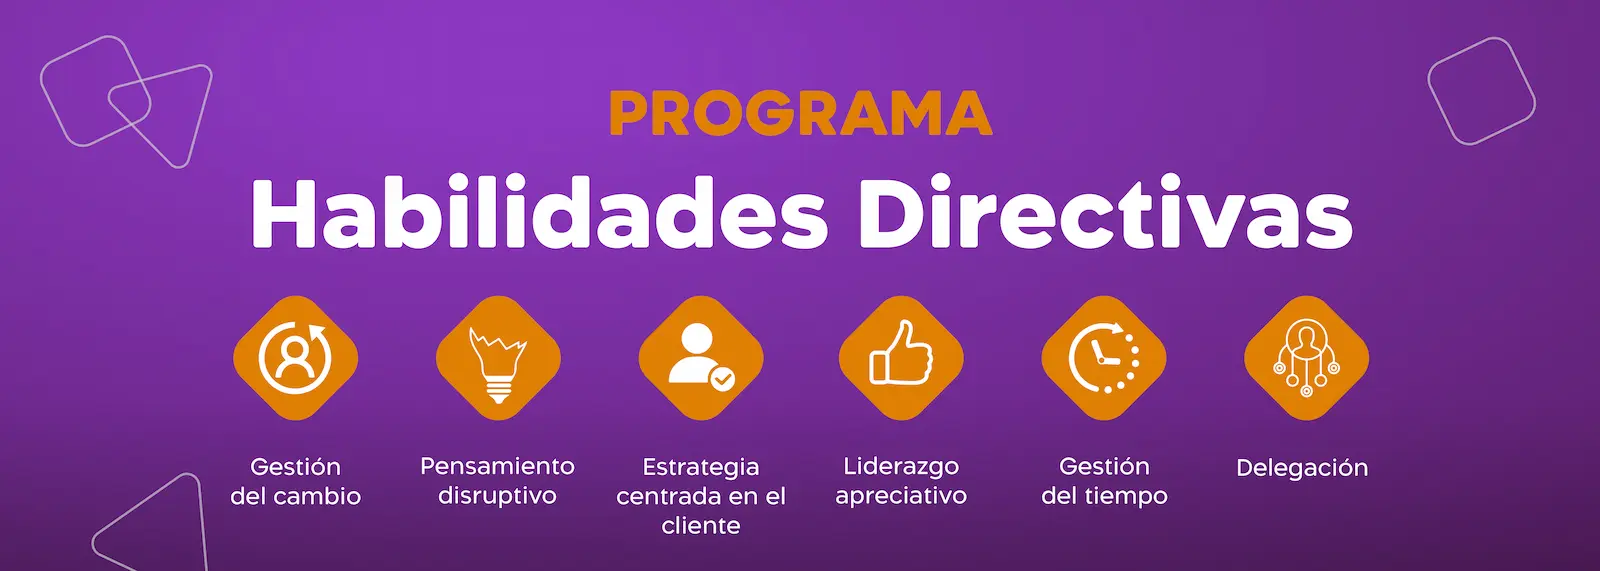 PROGRAMA
Habilidades Directivas
Gestión
del cambio
Pensamiento
disruptivo
Estrategia
centrada en el
cliente
Liderazgo
apreciativo
Gestión
del tiempo
Delegación